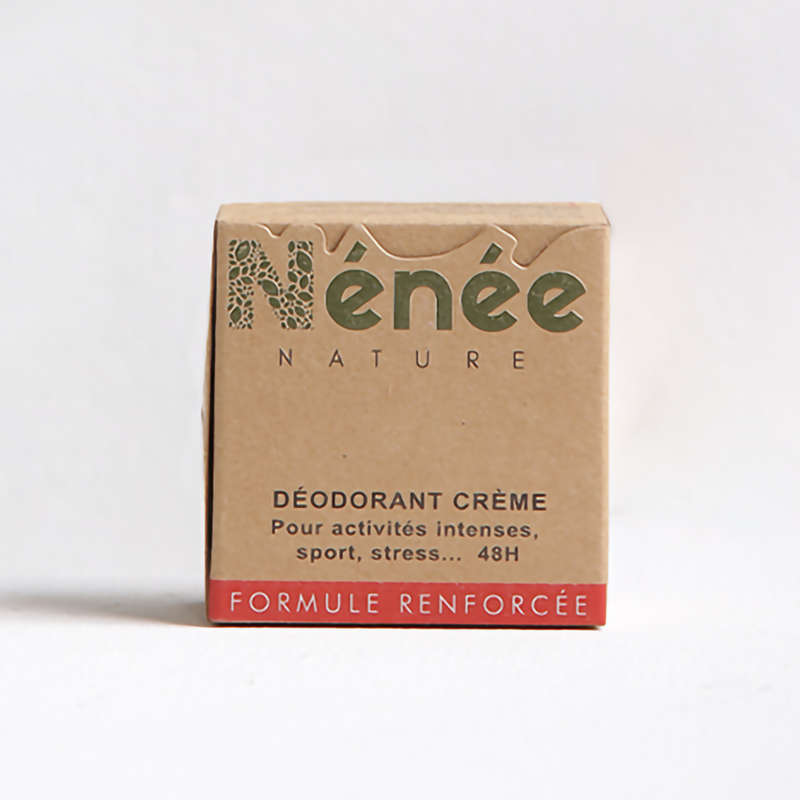 Nénée
NATURE
DÉODORANT CRÈME
Pour activités intenses,
sport, stress... 48H
FORMULE RENFORCÉE